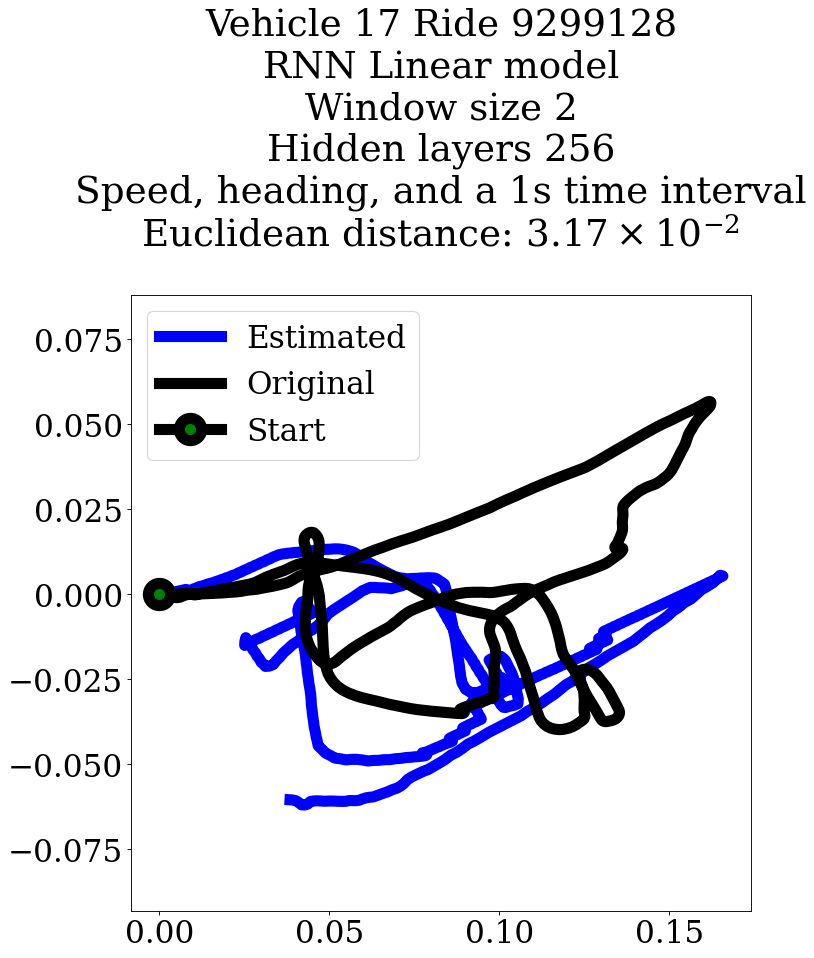 Vehicle 17 Ride 9299128
RNN Linear model
Window size 2
Hidden layers 256
Speed, heading, and a 1s time interval
Euclidean distance: 3.17 × 10⁻²
Estimated
Original
Start
0.075
0.050
0.025
0.000
−0.025
−0.050
−0.075
0.00 0.05 0.10 0.15